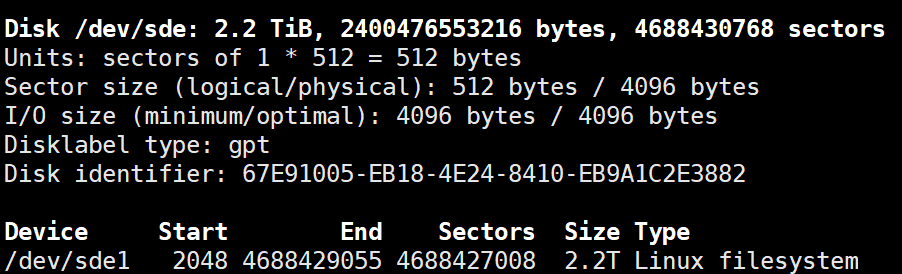 Disk /dev/sde: 2.2 TiB, 2400476553216 bytes, 4688430768 sectors
Units: sectors of 1 * 512 = 512 bytes
Sector size (logical/physical): 512 bytes / 4096 bytes
I/O size (minimum/optimal): 4096 bytes / 4096 bytes
Disklabel type: gpt
Disk identifier: 67E91005-EB18-4E24-8410-EB9A1C2E3882
Device Start End Sectors Size Type
/dev/sde1 2048 4688429055 4688427008 2.2T Linux filesystem